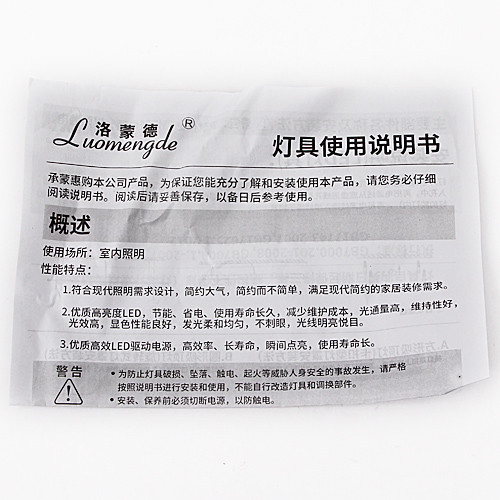 洛蒙德®
Luomengde
灯具使用说明书
承蒙惠购本公司产品，为保证您能充分了解和安装使用本产品，请您务必仔细
阅读说明书。阅读后请妥善保存，以备日后参考使用。
概述
使用场所：室内照明
性能特点：
1.符合现代照明需求设计，简约大气，简约而不简单，满足现代简约的家居装修需求。
2.优质高亮度LED，节能、省电、使用寿命长久，减少维护成本，光通量高，维持性好，
光效高，显色性能良好，发光柔和均匀，不刺眼，光线明亮悦目。
3.优质高效LED驱动电源，高效率、长寿命，瞬间点亮，使用寿命长。
警告
• 为防止灯具破损、坠落、触电、起火等威胁人身安全的事故发生，请严格
按照说明书进行安装和使用，不能自行改造灯具和调换部件。
• 安装、保养前必须切断电源，以防触电。